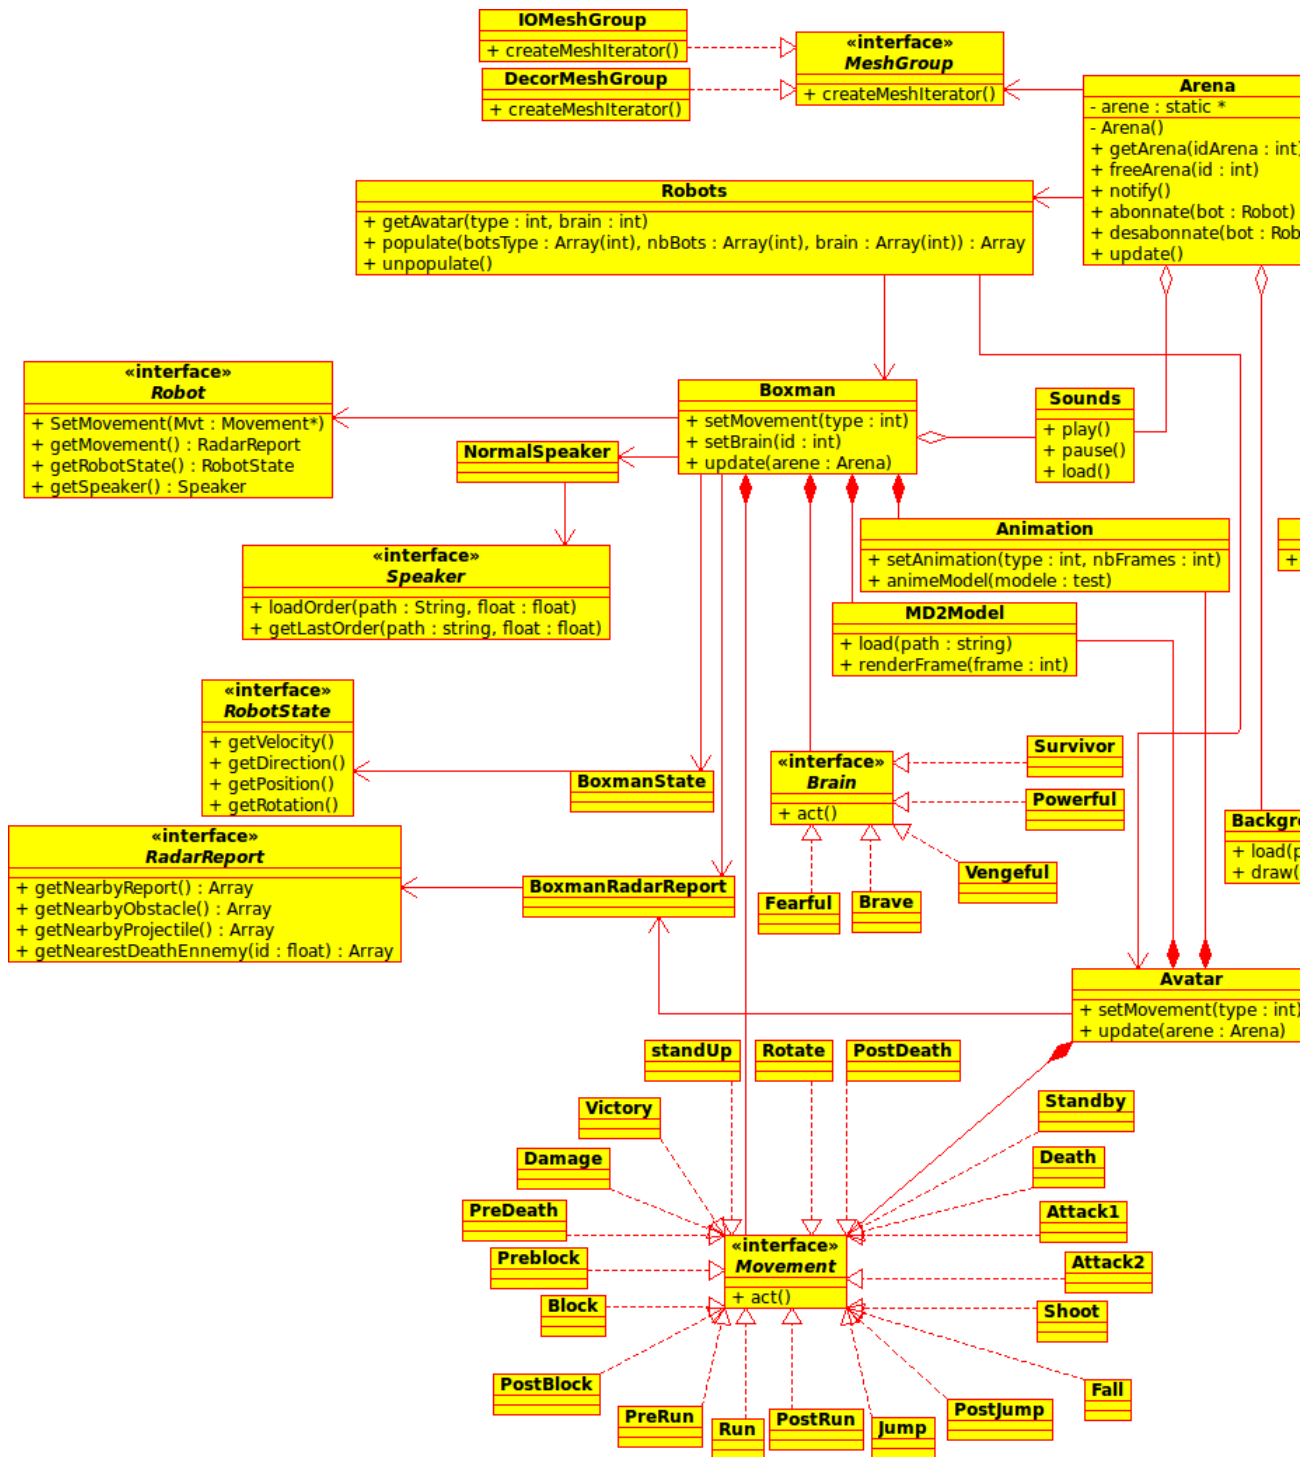 IOMeshGroup
+ createMeshIterator()
«interface»
MeshGroup
+ createMeshIterator()
DecorMeshGroup
+ createMeshIterator()
Arena
- arene : static *
- Arena()
+ getArena(idArena : int)
+ freeArena(id : int)
+ notify()
+ abonnate(bot : Robot)
+ desabonnate(bot : Rob
+ update()
Robots
+ getAvatar(type : int, brain : int)
+ populate(botsType : Array(int), nbBots : Array(int), brain : Array(int)) : Array
+ unpopulate()
«interface»
Robot
+ SetMovement(Mvt : Movement*)
+ getMovement() : RadarReport
+ getRobotState() : RobotState
+ getSpeaker() : Speaker
Boxman
+ setMovement(type : int)
+ setBrain(id : int)
+ update(arene : Arena)
Sounds
+ play()
+ pause()
+ load()
NormalSpeaker
«interface»
Speaker
+ loadOrder(path : String, float : float)
+ getLastOrder(path : string, float : float)
Animation
+ setAnimation(type : int, nbFrames : int)
+ animeModel(modele : test)
+
MD2Model
+ load(path : string)
+ renderFrame(frame : int)
«interface»
RobotState
+ getVelocity()
+ getDirection()
+ getPosition()
+ getRotation()
BoxmanState
«interface»
Brain
+ act()
Survivor
Powerful
Vengeful
Fearful
Brave
Backgro
+ load(p
+ draw(
«interface»
RadarReport
+ getNearbyReport() : Array
+ getNearbyObstacle() : Array
+ getNearbyProjectile() : Array
+ getNearestDeathEnnemy(id : float) : Array
BoxmanRadarReport
Avatar
+ setMovement(type : int)
+ update(arene : Arena)
standUp
Rotate
PostDeath
Victory
Standby
Damage
Death
PreDeath
Attack1
«interface»
Movement
+ act()
Preblock
Attack2
Block
Shoot
PostBlock
PreRun
Run
PostRun
Jump
PostJump
Fall